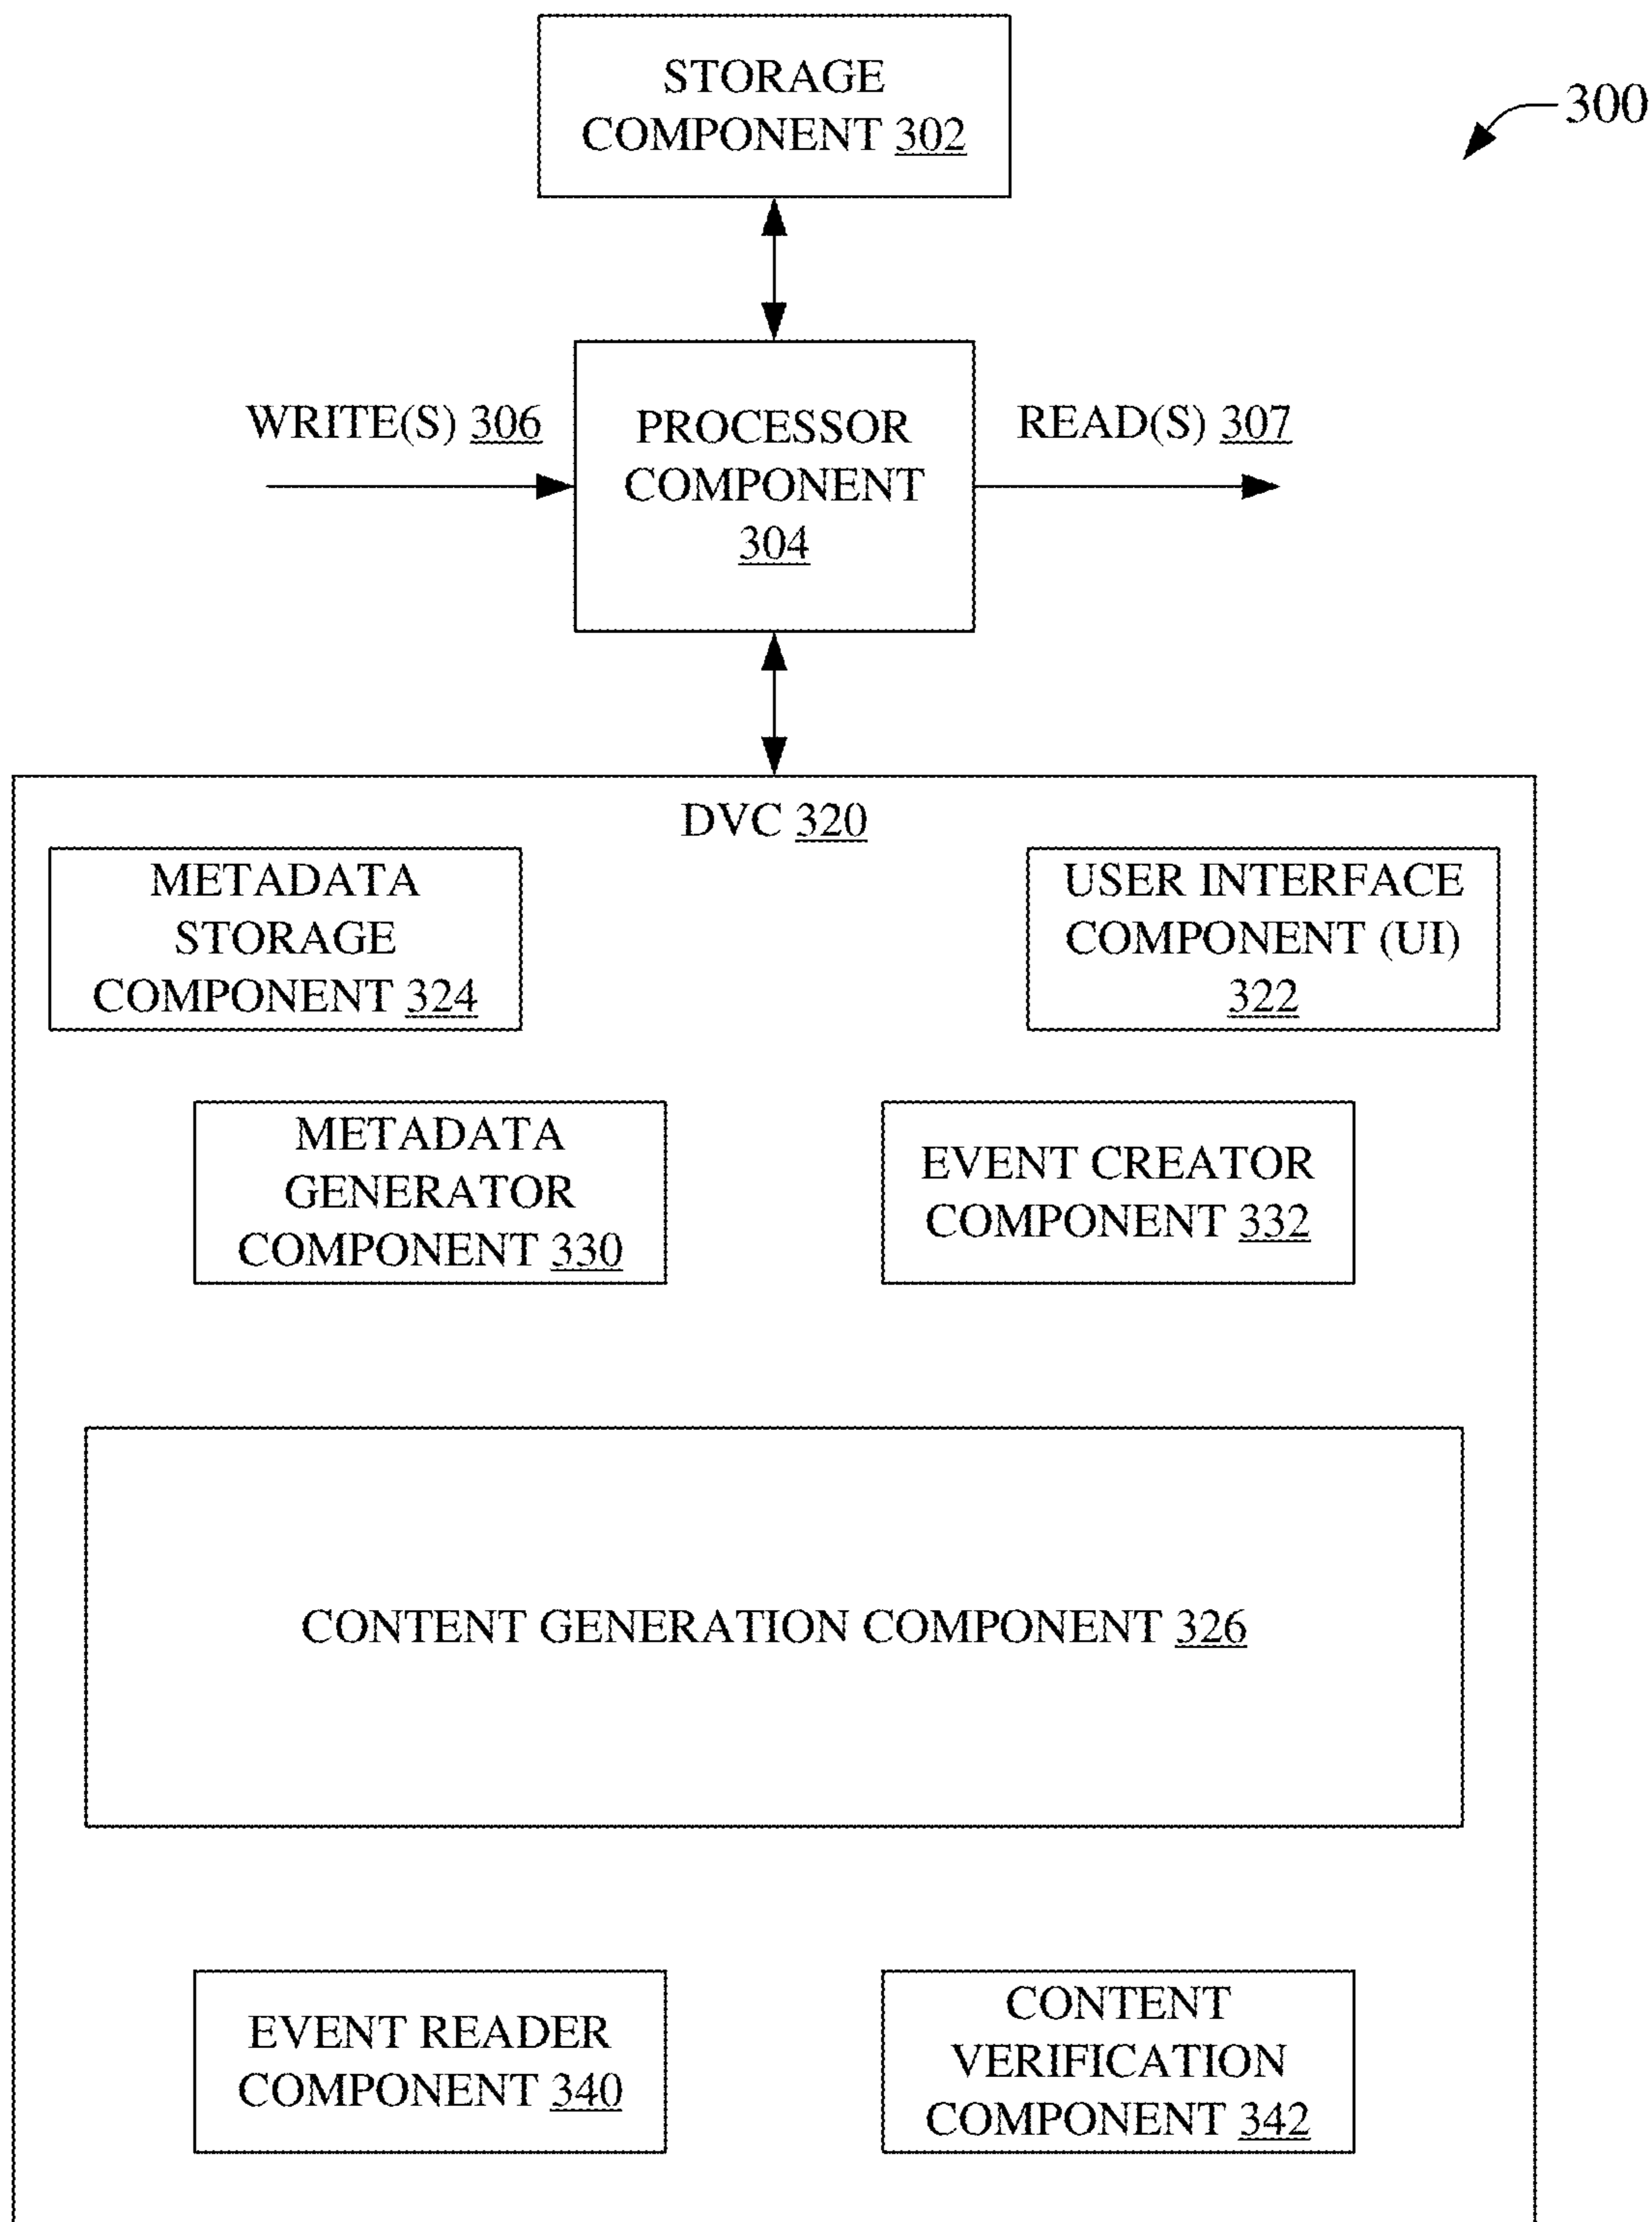 STORAGE
COMPONENT 302
300
WRITE(S) 306
PROCESSOR
COMPONENT
304
READ(S) 307
DVC 320
METADATA
STORAGE
COMPONENT 324
USER INTERFACE
COMPONENT (UI)
322
METADATA
GENERATOR
COMPONENT 330
EVENT CREATOR
COMPONENT 332
CONTENT GENERATION COMPONENT 326
EVENT READER
COMPONENT 340
CONTENT
VERIFICATION
COMPONENT 342